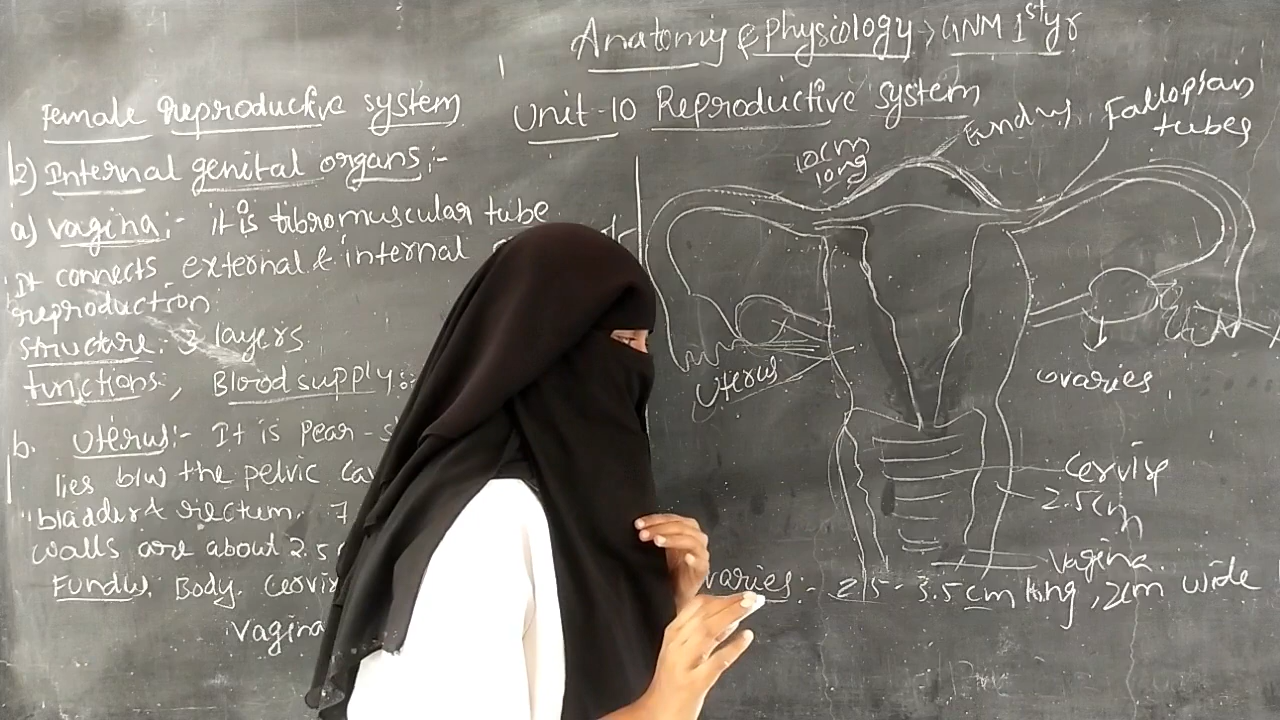 Anatomy & Physiology > GNM 1st yr
Unit-10 Reproductive system
Female Reproductive system
2) Internal genital organs:-
a) vagina:- it is fibromuscular tube
It connects external & internal
reproduction
structure: 3 layers
functions:, Blood supply:-
b. Uterus:- It is pear-s
lies b/w the pelvic ca
bladder & rectum. 7
walls are about 2.5
Fundus. Body. Cervix
vagina
10cm
long
Fundus
Fallopian
tubes
Uterus
ovaries
cervix
2.5cm
vagina
varies:- 2.5-3.5cm long, 2cm wide